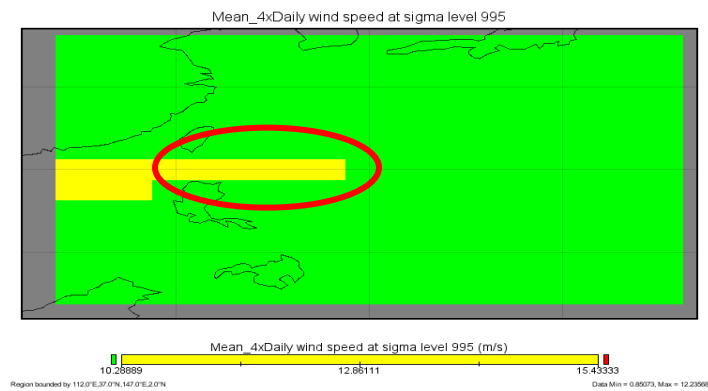 Mean_4xDaily wind speed at sigma level 995
Mean_4xDaily wind speed at sigma level 995 (m/s)
10.28889 12.86111 15.43333
Region bounded by 112.0°E,37.0°N,147.0°E,2.0°N Data Min = 0.85073, Max = 12.23568